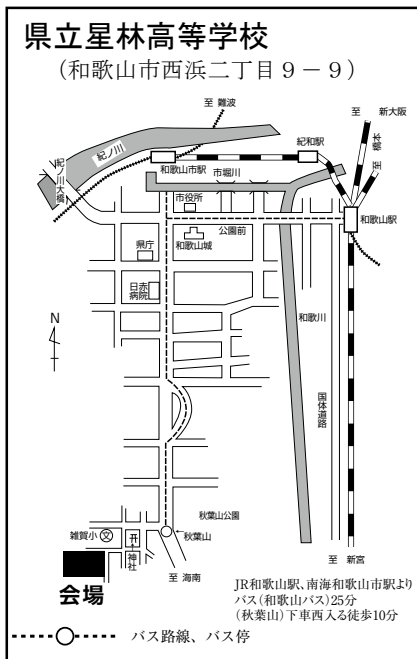 県立星林高等学校
（和歌山市西浜二丁目９－９）
至 難波
至 新大阪
至 橋本
紀ノ川
紀ノ川大橋
和歌山市駅
紀和駅
市堀川
市役所
和歌山駅
公園前
和歌山城
県庁
日赤病院
N
和歌川
国体道路
秋葉山公園
雑賀小
文
神社
秋葉山
至 海南
至 新宮
会場
JR和歌山駅、南海和歌山市駅より
バス(和歌山バス)25分
(秋葉山)下車西入る徒歩10分
バス路線、バス停